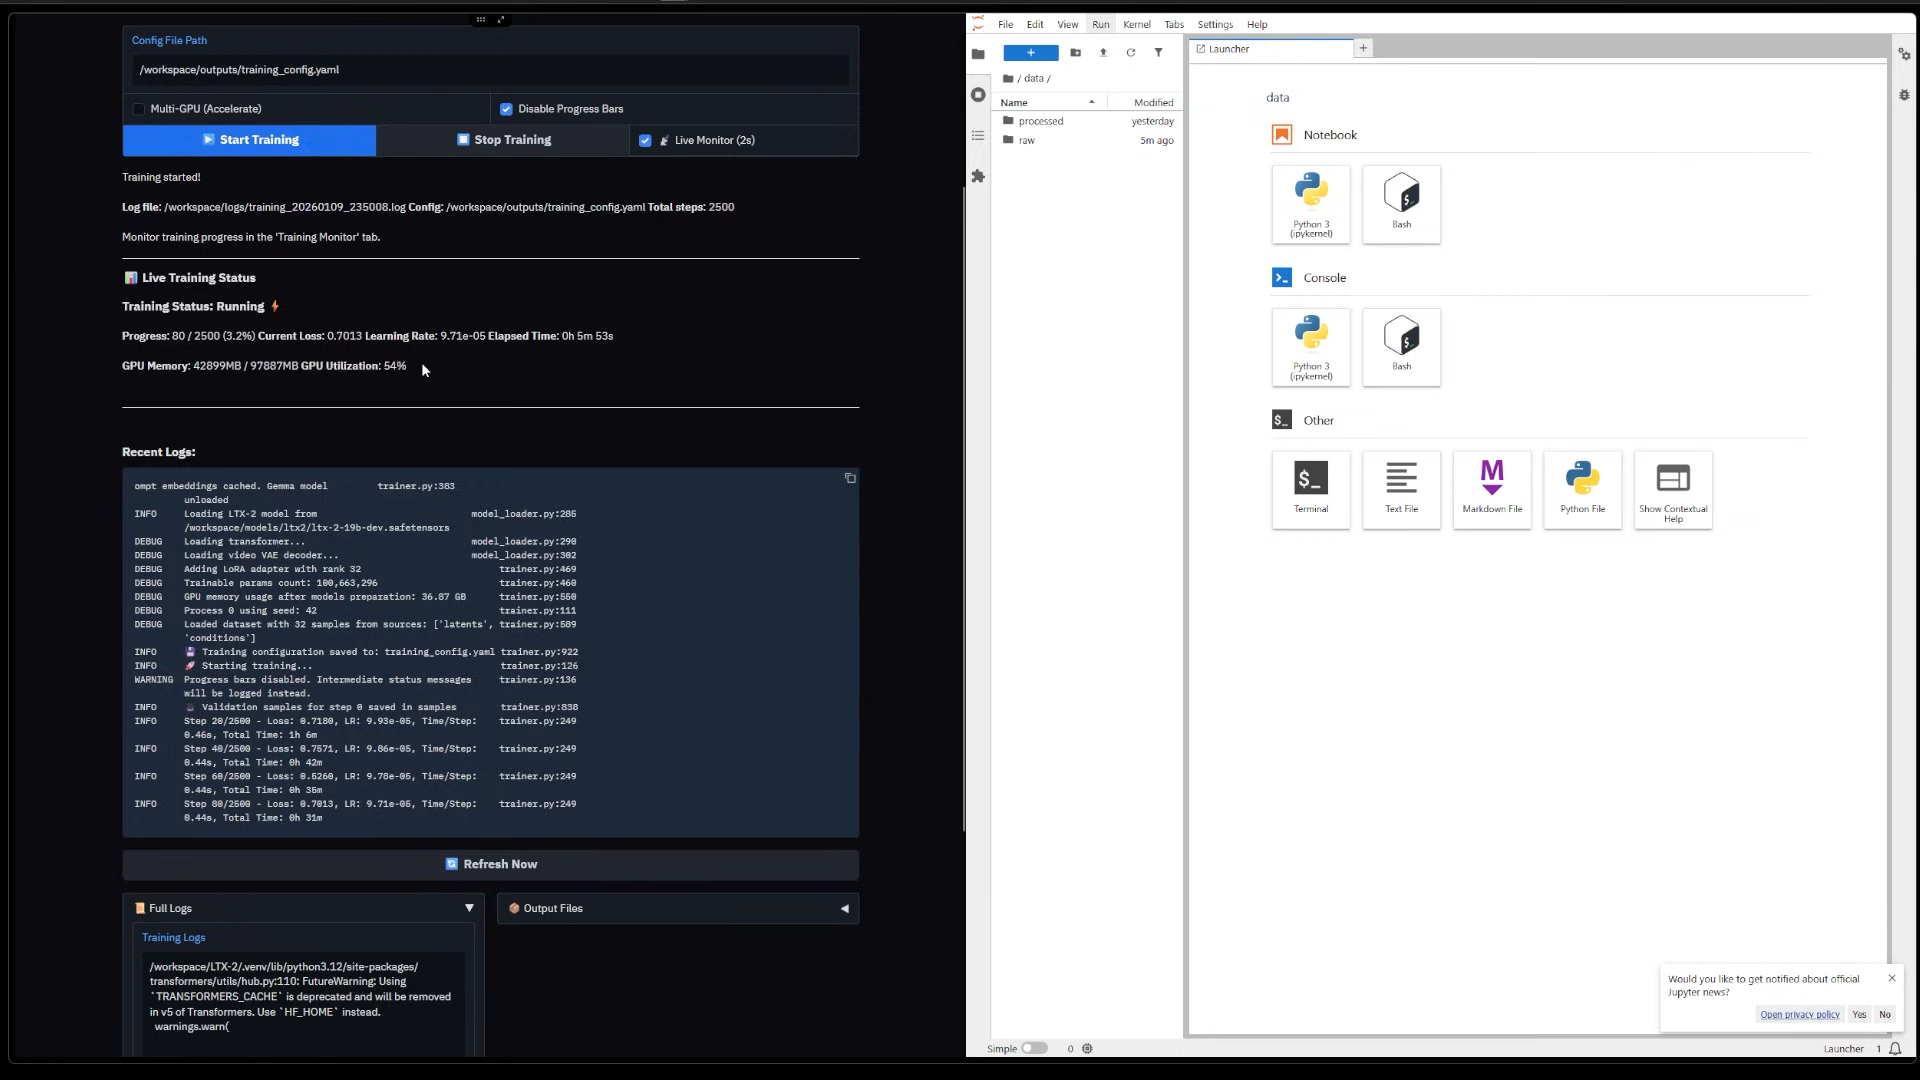 Config File Path
/workspace/outputs/training_config.yaml
Multi-GPU (Accelerate)
Disable Progress Bars
Start Training
Stop Training
Live Monitor (2s)
Training started!
Log file: /workspace/logs/training_20260109_235008.log Config: /workspace/outputs/training_config.yaml Total steps: 2500
Monitor training progress in the 'Training Monitor' tab.
Live Training Status
Training Status: Running
Progress: 80 / 2500 (3.2%) Current Loss: 0.7013 Learning Rate: 9.71e-05 Elapsed Time: 0h 5m 53s
GPU Memory: 42899MB / 97887MB GPU Utilization: 54%
Recent Logs:
ompt embeddings cached. Gemma model trainer.py:383
unloaded
INFO Loading LTX-2 model from model_loader.py:286
/workspace/models/ltx2/ltx-2-19b-dev.safetensors
DEBUG Loading transformer... model_loader.py:290
DEBUG Loading video VAE decoder... model_loader.py:302
DEBUG Adding LoRA adapter with rank 32 trainer.py:469
DEBUG Trainable params count: 100,663,296 trainer.py:460
DEBUG GPU memory usage after models preparation: 36.87 GB trainer.py:550
DEBUG Process 0 using seed: 42 trainer.py:111
DEBUG Loaded dataset with 32 samples from sources: ['latents', trainer.py:589
'conditions']
INFO Training configuration saved to: training_config.yaml trainer.py:922
INFO Starting training... trainer.py:126
WARNING Progress bars disabled. Intermediate status messages trainer.py:136
will be logged instead.
INFO Validation samples for step 0 saved in samples trainer.py:838
INFO Step 20/2500 - Loss: 0.7180, LR: 9.93e-05, Time/Step: trainer.py:249
0.46s, Total Time: 1h 6m
INFO Step 40/2500 - Loss: 0.7571, LR: 9.86e-05, Time/Step: trainer.py:249
0.44s, Total Time: 0h 42m
INFO Step 60/2500 - Loss: 0.5260, LR: 9.78e-05, Time/Step: trainer.py:249
0.44s, Total Time: 0h 35m
INFO Step 80/2500 - Loss: 0.7013, LR: 9.71e-05, Time/Step: trainer.py:249
0.44s, Total Time: 0h 31m
Refresh Now
Full Logs
Output Files
Training Logs
/workspace/LTX-2/.venv/lib/python3.12/site-packages/
transformers/utils/hub.py:110: FutureWarning: Using
`TRANSFORMERS_CACHE` is deprecated and will be removed
in v5 of Transformers. Use `HF_HOME` instead.
warnings.warn(
File Edit View Run Kernel Tabs Settings Help
Launcher
/ data /
Name Modified
processed yesterday
raw 5m ago
data
Notebook
Python 3
(ipykernel)
Bash
Console
Python 3
(ipykernel)
Bash
Other
Terminal
Text File
Markdown File
Python File
Show Contextual
Help
Would you like to get notified about official
Jupyter news?
Open privacy policy Yes No
Simple 0
Launcher 1